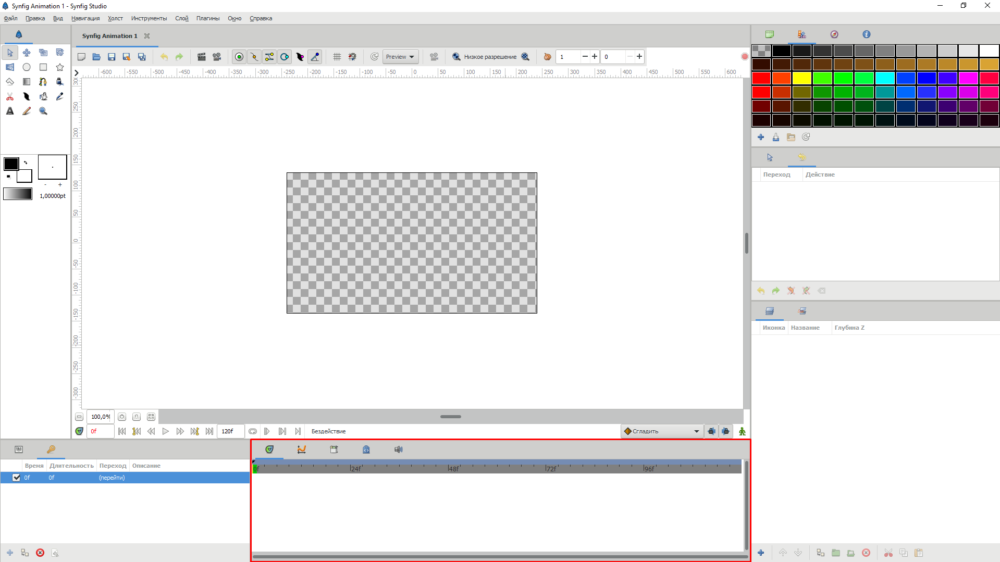 Synfig Animation 1 - Synfig Studio
Файл Правка Вид Навигация Холст Инструменты Слой Плагины Окно Справка
Synfig Animation 1
Preview Низкое разрешение 1 0
-600 -550 -500 -450 -400 -350 -300 -250 -200 -150 -100 -50 0 50 100 150 200 250 300 350 400 450 500 550 600
300
250
200
150
100
50
0
-50
-100
-150
-200
-250
-300
- +
1,00000pt
Переход Действие
Иконка Название Глубина Z
100,0%
0f 120f Бездействие Сгладить
Время Длительность Переход Описание
0f 0f (перейти)
0f 24f 48f 72f 96f